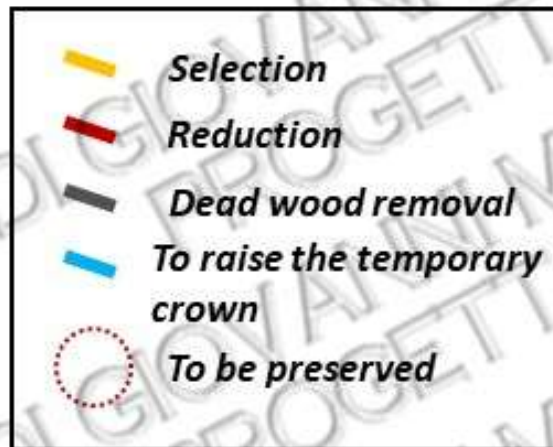 Selection
Reduction
Dead wood removal
To raise the temporary
crown
To be preserved